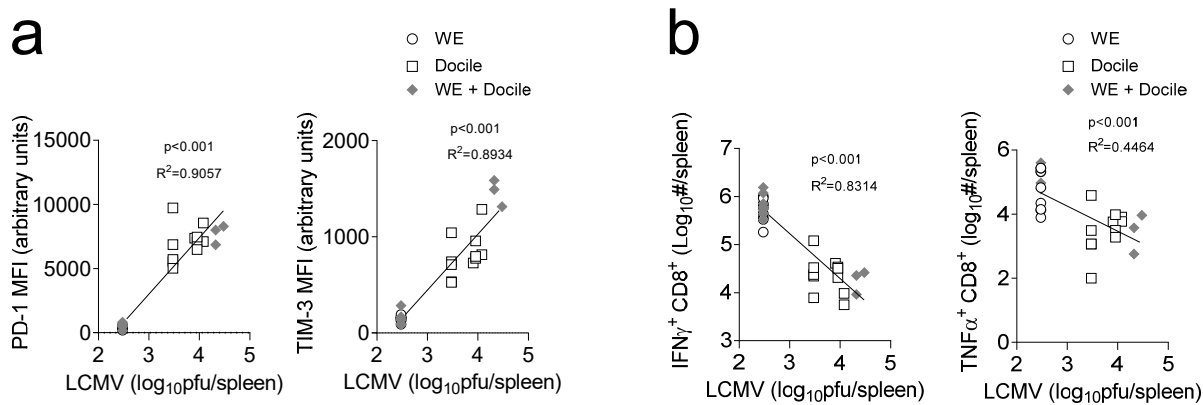 a
WE
Docile
WE + Docile
PD-1 MFI (arbitrary units)
15000
10000
5000
0
p<0.001
R²=0.9057
2 3 4 5
LCMV (log₁₀pfu/spleen)
TIM-3 MFI (arbitrary units)
2000
1000
0
p<0.001
R²=0.8934
2 3 4 5
LCMV (log₁₀pfu/spleen)
b
WE
Docile
WE + Docile
IFNγ⁺ CD8⁺ (Log₁₀#/spleen)
7
6
5
4
3
p<0.001
R²=0.8314
2 3 4 5
LCMV (log₁₀pfu/spleen)
TNFα⁺ CD8⁺ (log₁₀#/spleen)
6
4
2
0
p<0.001
R²=0.4464
2 3 4 5
LCMV (log₁₀pfu/spleen)